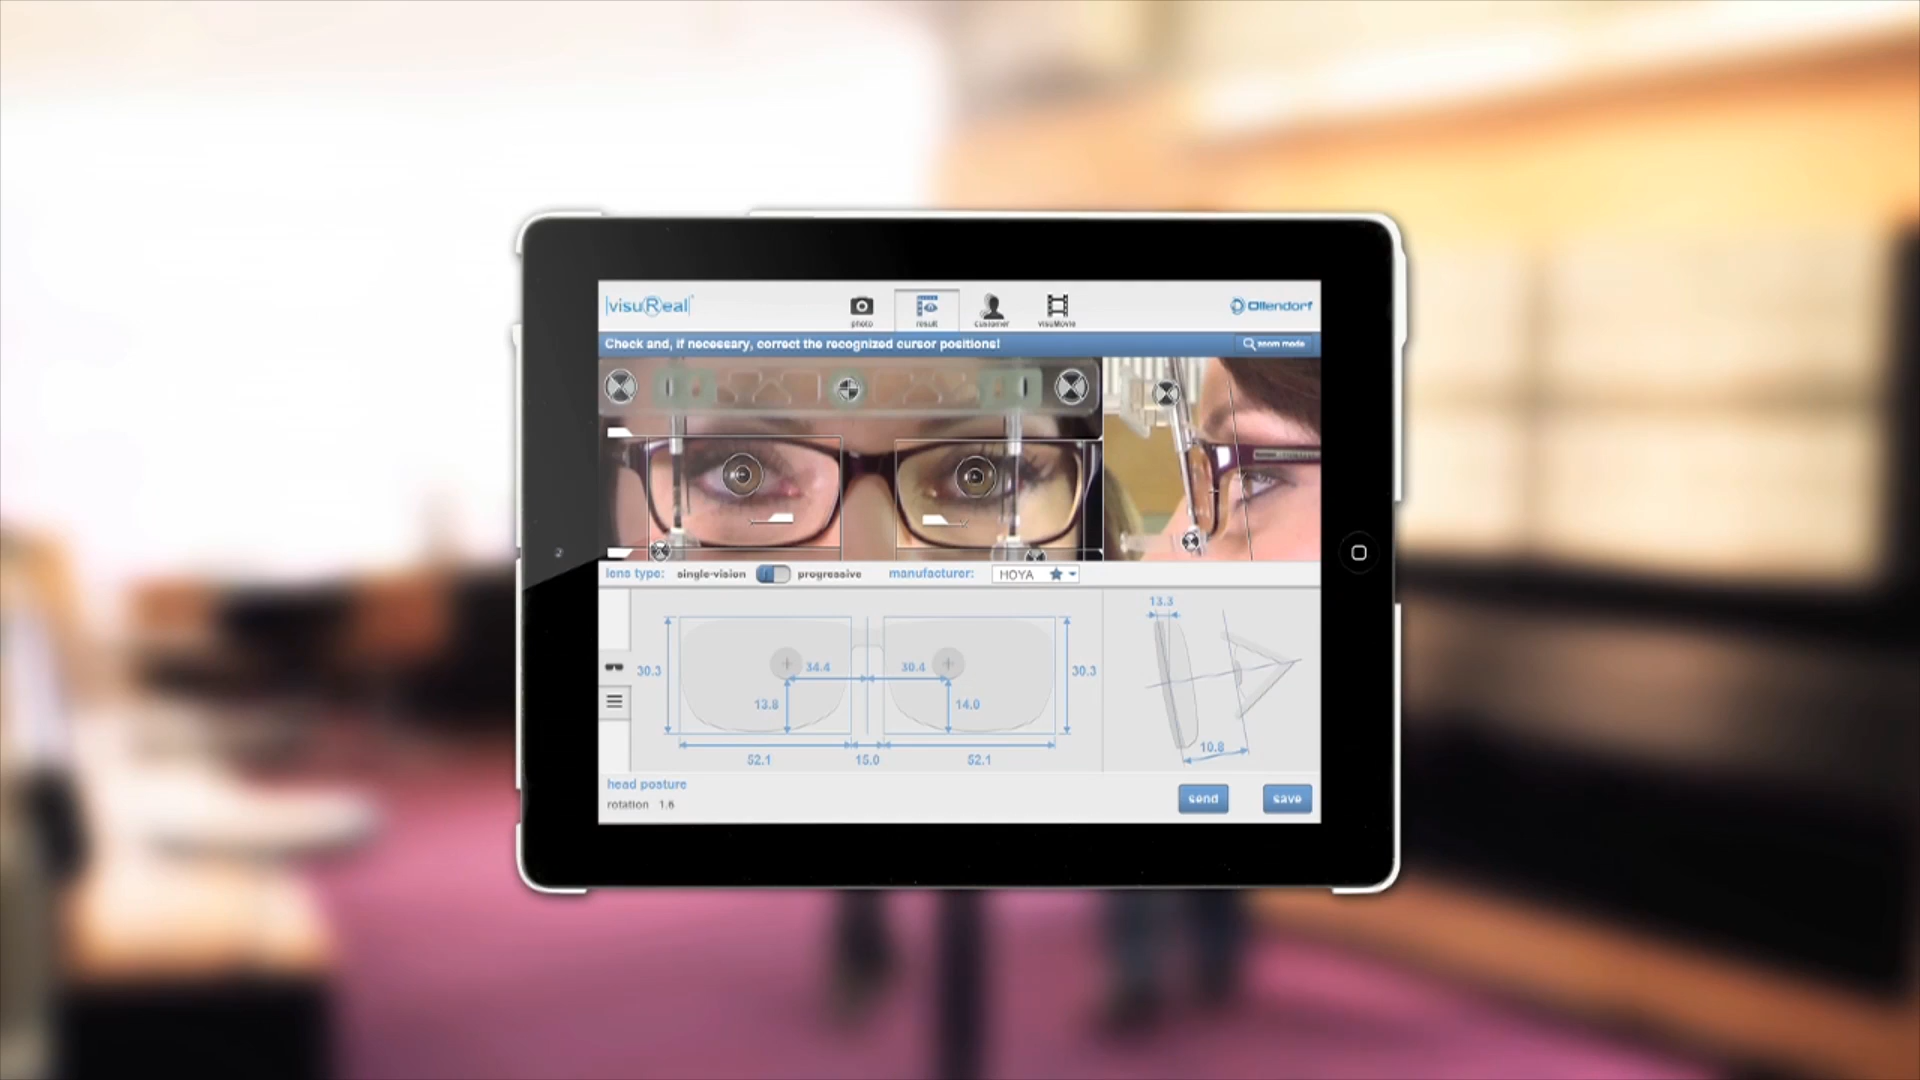 visuReal
photo
result
customer
visuMovie
Ollendorf
Check and, if necessary, correct the recognized cursor positions!
zoom mode
lens type: single-vision progressive manufacturer: HOYA
13.3
30.3 34.4 30.4 30.3
13.8 14.0
10.8
52.1 15.0 52.1
head posture
rotation 1.6
send save